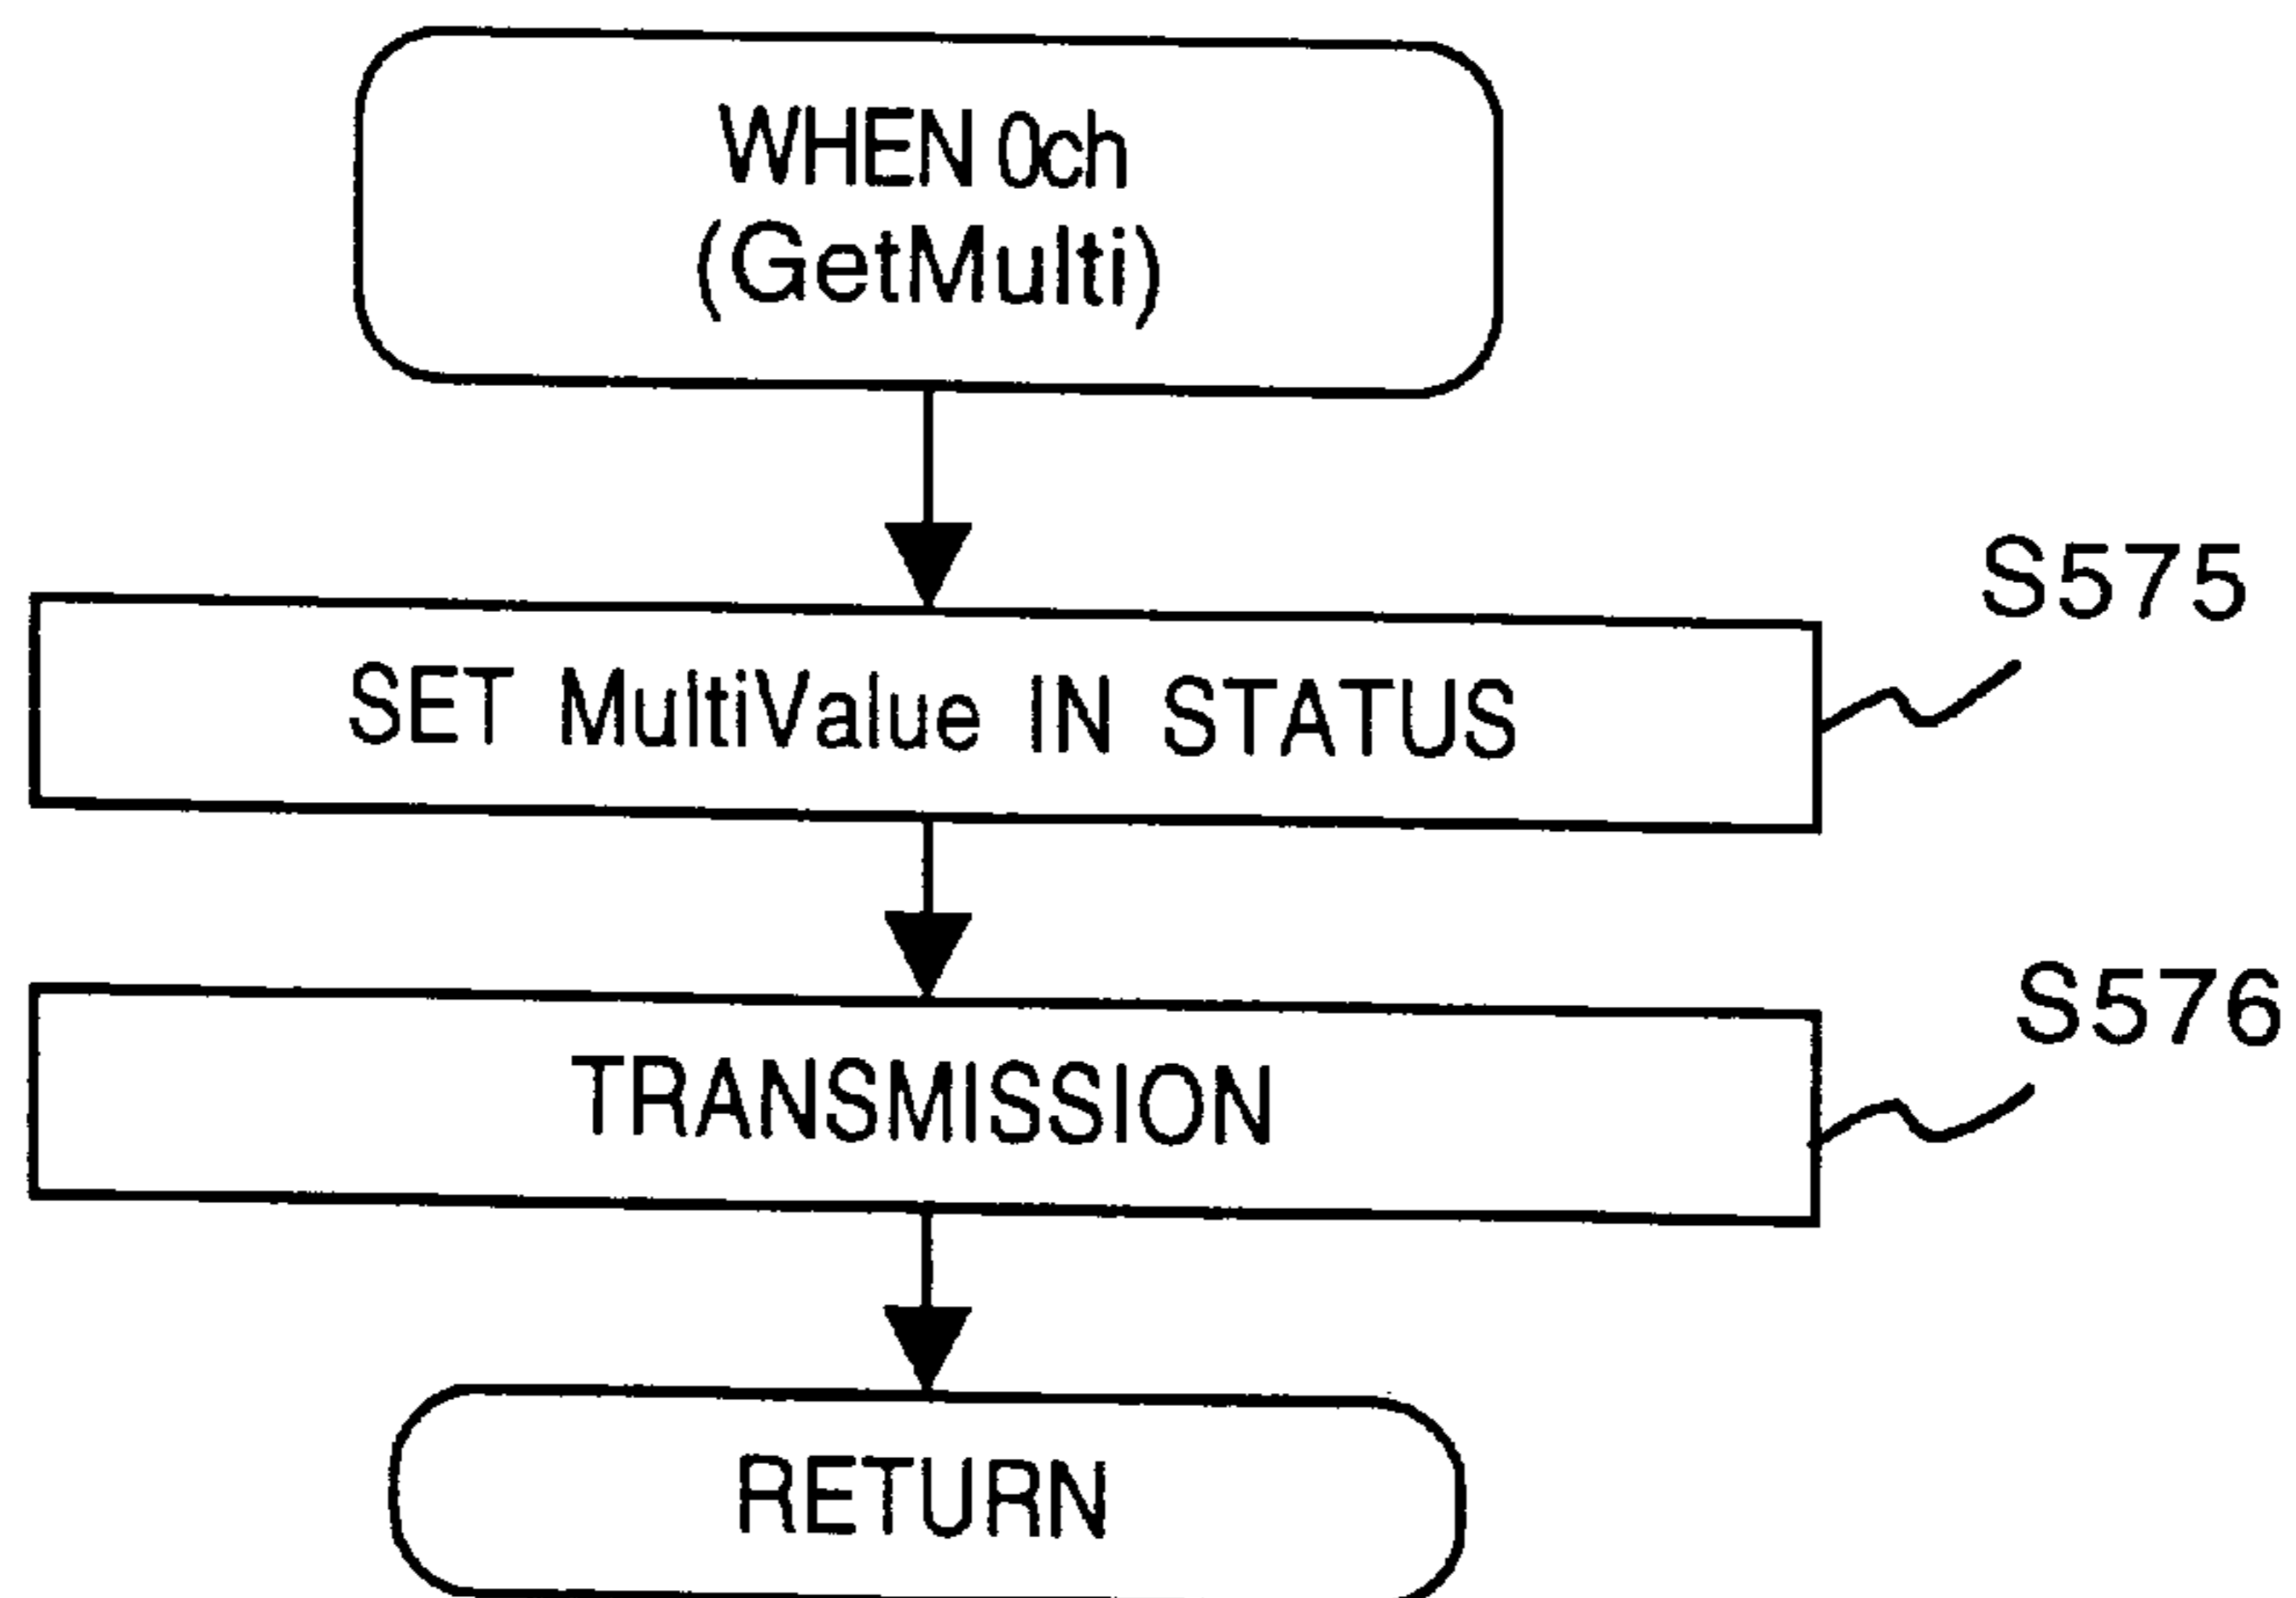 WHEN 0ch
(GetMulti)
S575
SET MultiValue IN STATUS
S576
TRANSMISSION
RETURN